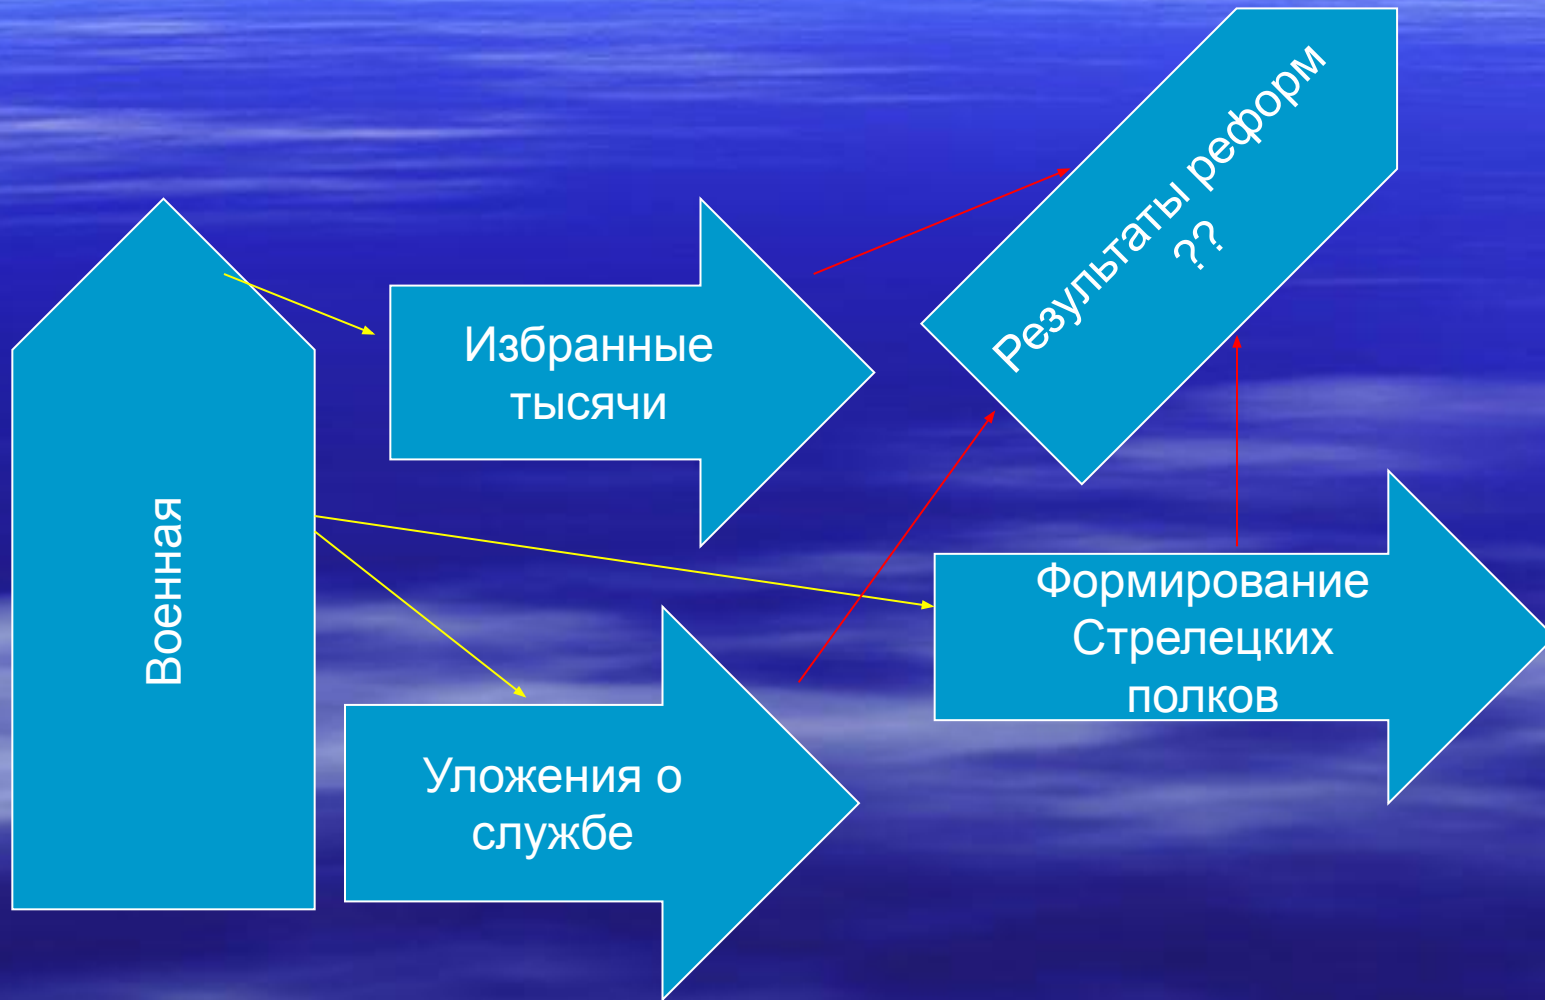 Военная
Избранные
тысячи
Результаты реформ
??
Формирование
Стрелецких
полков
Уложения о
службе